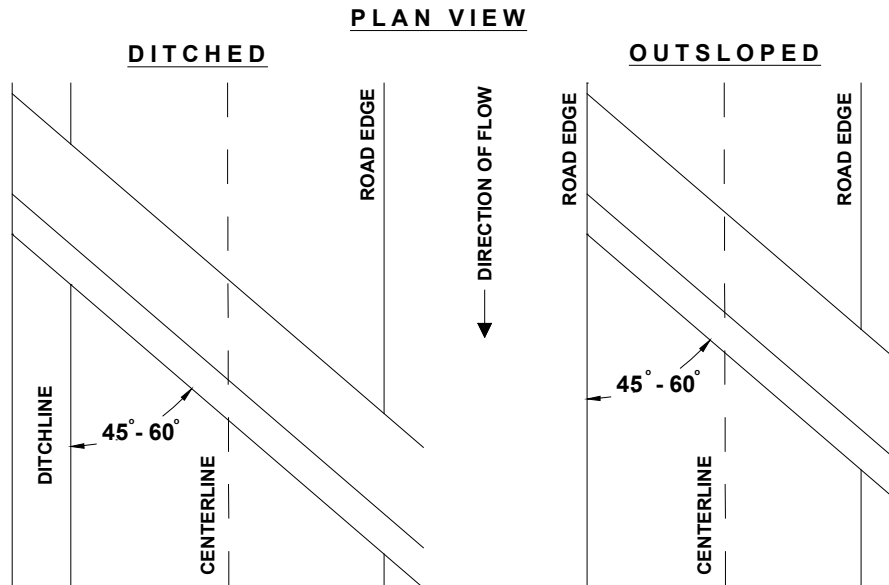 PLAN VIEW
DITCHED
OUTSLOPED
ROAD EDGE
DIRECTION OF FLOW
ROAD EDGE
ROAD EDGE
45° - 60°
45° - 60°
DITCHLINE
CENTERLINE
CENTERLINE